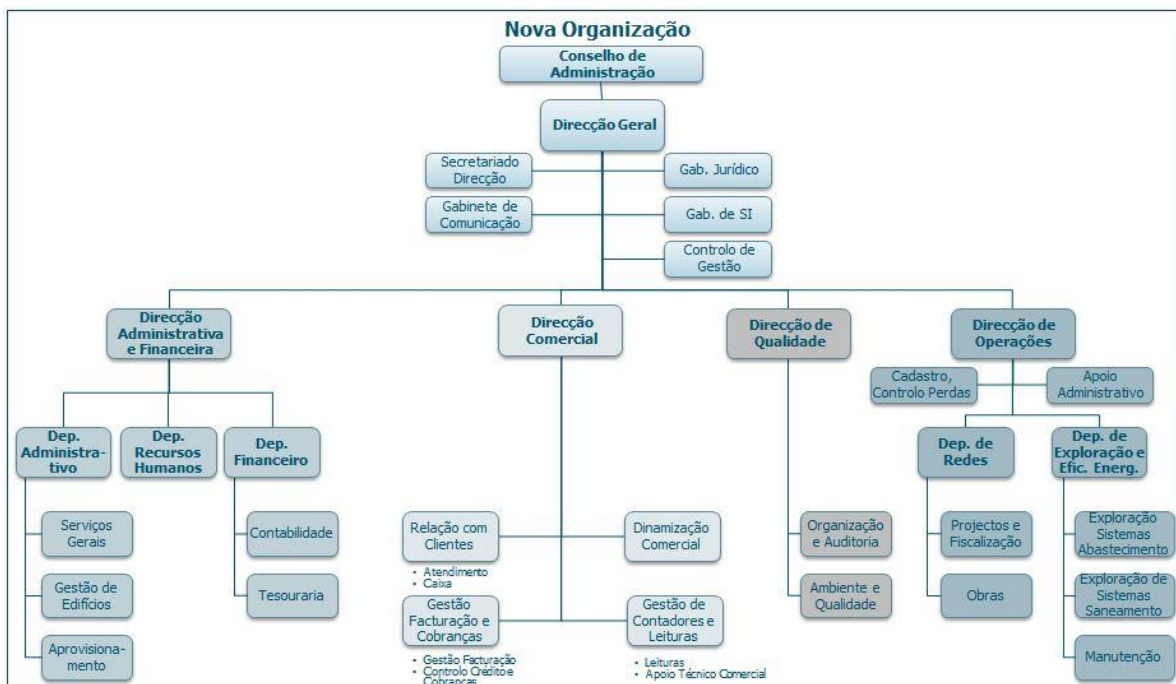 Nova Organização
Conselho de
Administração
Direcção Geral
Secretariado
Direcção
Gab. Jurídico
Gabinete de
Comunicação
Gab. de SI
Controlo de
Gestão
Direcção
Administrativa
e Financeira
Direcção
Comercial
Direcção de
Qualidade
Direcção de
Operações
Cadastro,
Controlo Perdas
Apoio
Administrativo
Dep.
Administra-
tivo
Dep.
Recursos
Humanos
Dep.
Financeiro
Dep. de
Redes
Dep. de
Exploração e
Efic. Energ.
Serviços
Gerais
Gestão de
Edifícios
Aprovisiona-
mento
Contabilidade
Tesouraria
Relação com
Clientes
• Atendimento
• Caixa
Dinamização
Comercial
Gestão
Facturação e
Cobranças
• Gestão Facturação
• Controlo Crédito e
Cobranças
Gestão de
Contadores e
Leituras
• Leituras
• Apoio Técnico Comercial
Organização
e Auditoria
Ambiente e
Qualidade
Projectos e
Fiscalização
Obras
Exploração
Sistemas
Abastecimento
Exploração de
Sistemas
Saneamento
Manutenção